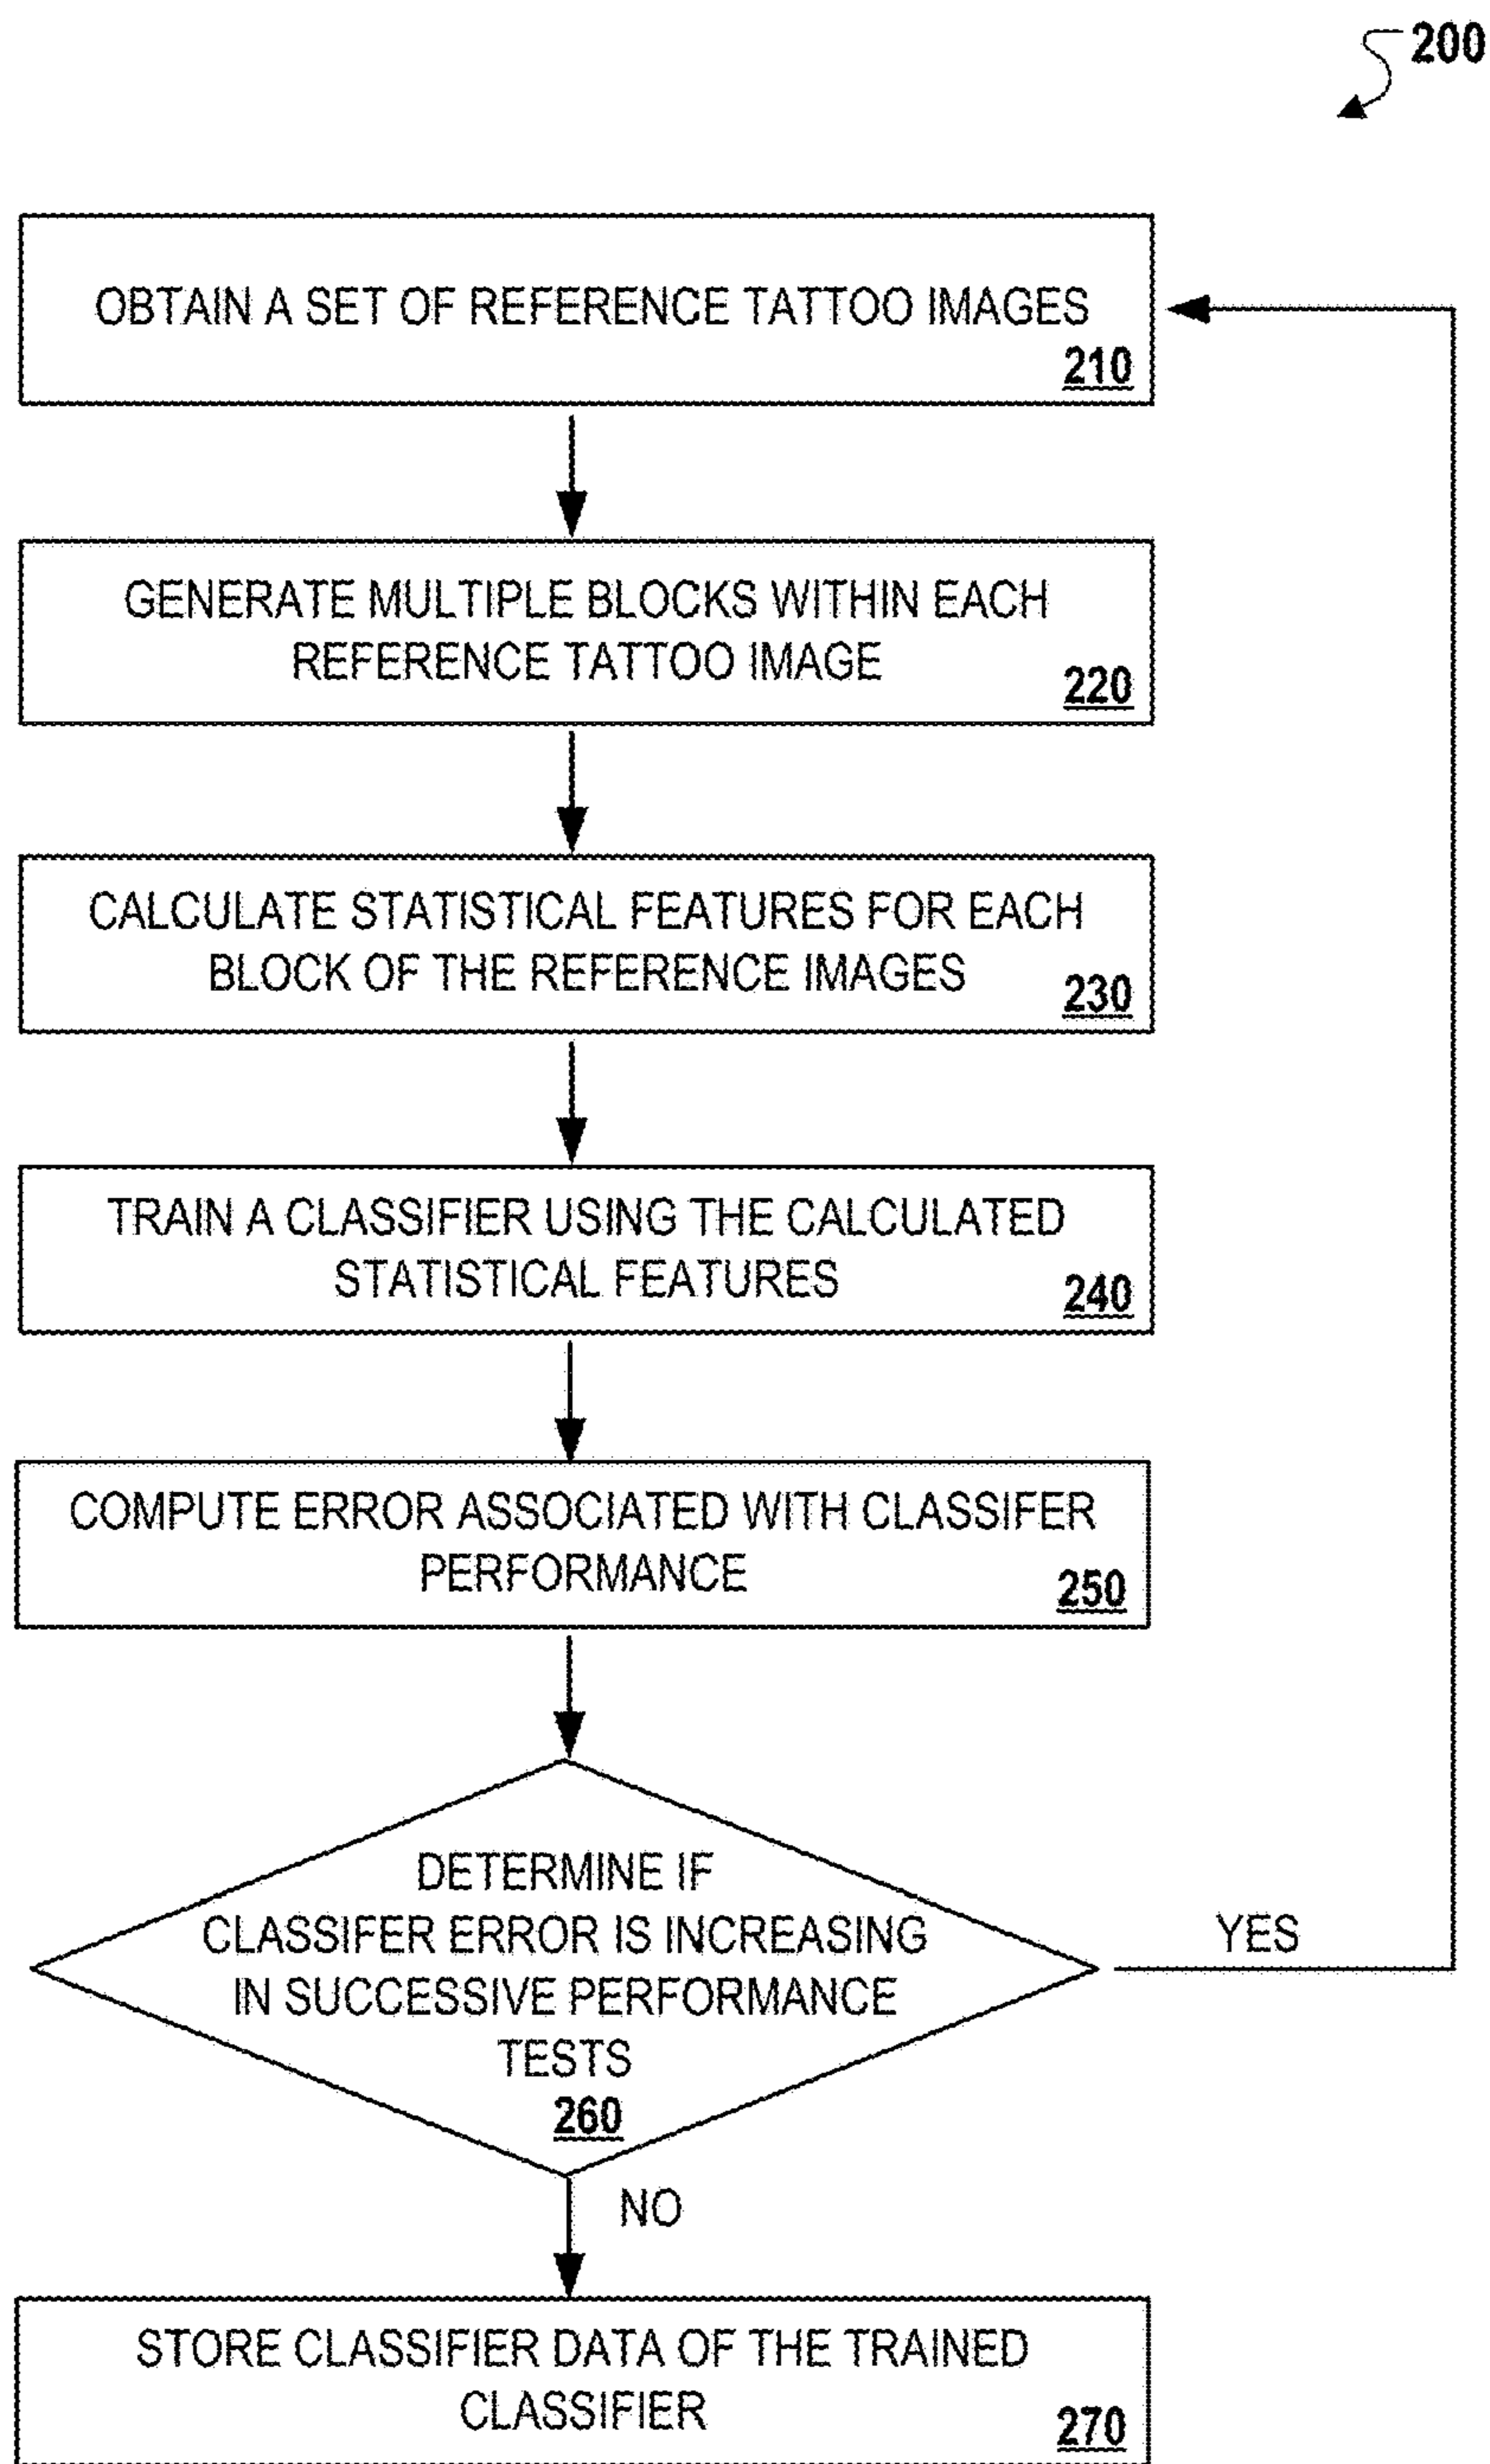 200
OBTAIN A SET OF REFERENCE TATTOO IMAGES
210
GENERATE MULTIPLE BLOCKS WITHIN EACH
REFERENCE TATTOO IMAGE
220
CALCULATE STATISTICAL FEATURES FOR EACH
BLOCK OF THE REFERENCE IMAGES
230
TRAIN A CLASSIFIER USING THE CALCULATED
STATISTICAL FEATURES
240
COMPUTE ERROR ASSOCIATED WITH CLASSIFER
PERFORMANCE
250
DETERMINE IF
CLASSIFER ERROR IS INCREASING
IN SUCCESSIVE PERFORMANCE
TESTS
260
YES
NO
STORE CLASSIFIER DATA OF THE TRAINED
CLASSIFIER
270